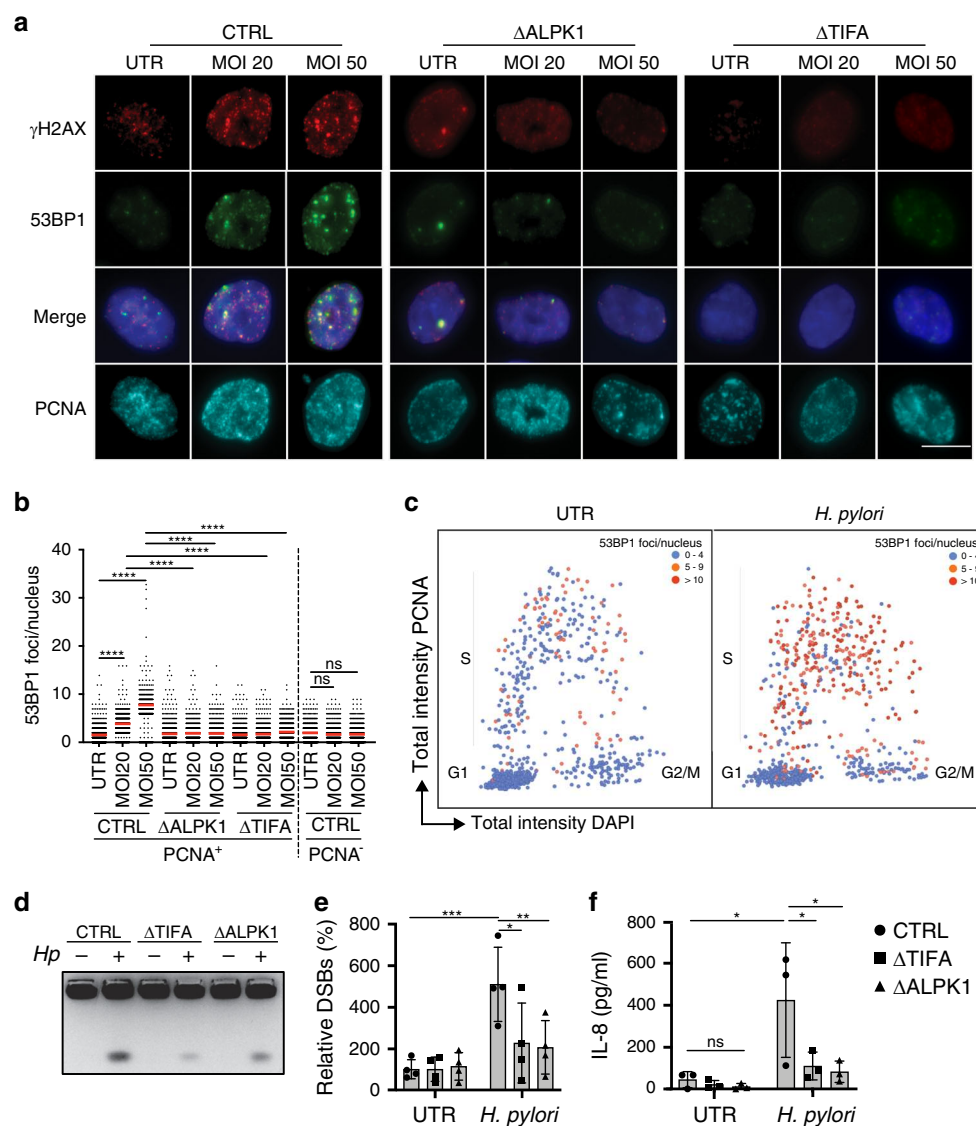 a
CTRL ΔALPK1 ΔTIFA
UTR MOI 20 MOI 50 UTR MOI 20 MOI 50 UTR MOI 20 MOI 50
γH2AX
53BP1
Merge
PCNA
b
53BP1 foci/nucleus
40
30
20
10
0
**** **** **** **** **** **** ns ns
UTR MOI20 MOI50 UTR MOI20 MOI50 UTR MOI20 MOI50 UTR MOI20 MOI50
CTRL ΔALPK1 ΔTIFA CTRL
PCNA+ PCNA-
c
UTR H. pylori
53BP1 foci/nucleus
0 - 4
5 - 9
> 10
53BP1 foci/nucleus
0 - 4
5 - 9
> 10
Total intensity PCNA
S S
G1 G2/M G1 G2/M
Total intensity DAPI
d
CTRL ΔTIFA ΔALPK1
Hp – + – + – +
e
Relative DSBs (%)
800
600
400
200
0
*** ** *
UTR H. pylori
f
IL-8 (pg/ml)
800
600
400
200
0
ns * * *
UTR H. pylori
CTRL
ΔTIFA
ΔALPK1